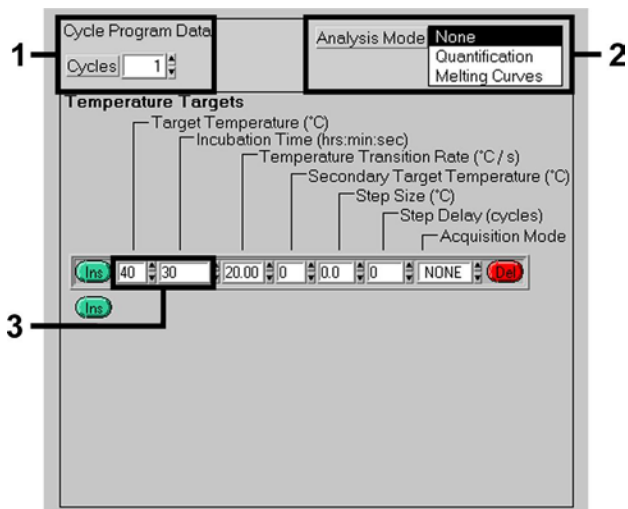 Cycle Program Data
Cycles 1
1
Analysis Mode None
Quantification
Melting Curves
2
Temperature Targets
Target Temperature (°C)
Incubation Time (hrs:min:sec)
Temperature Transition Rate (°C / s)
Secondary Target Temperature (°C)
Step Size (°C)
Step Delay (cycles)
Acquisition Mode
Ins 40 30 20.00 0 0.0 0 NONE Del
Ins
3